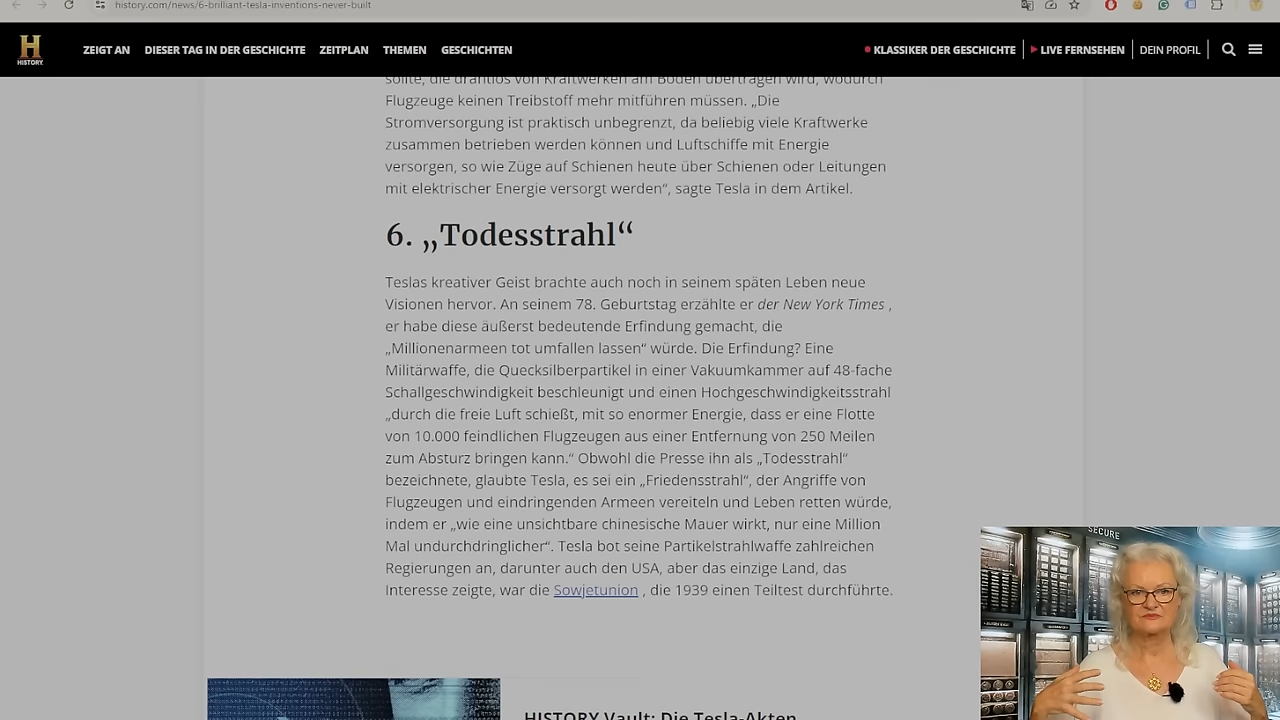 history.com/news/6-brilliant-tesla-inventions-never-built
H
HISTORY
ZEIGT AN
DIESER TAG IN DER GESCHICHTE
ZEITPLAN
THEMEN
GESCHICHTEN
KLASSIKER DER GESCHICHTE
LIVE FERNSEHEN
DEIN PROFIL
sollte, die drahtlos von Kraftwerken am Boden übertragen wird, wodurch
Flugzeuge keinen Treibstoff mehr mitführen müssen. „Die
Stromversorgung ist praktisch unbegrenzt, da beliebig viele Kraftwerke
zusammen betrieben werden können und Luftschiffe mit Energie
versorgen, so wie Züge auf Schienen heute über Schienen oder Leitungen
mit elektrischer Energie versorgt werden“, sagte Tesla in dem Artikel.
6. „Todesstrahl“
Teslas kreativer Geist brachte auch noch in seinem späten Leben neue
Visionen hervor. An seinem 78. Geburtstag erzählte er der New York Times ,
er habe diese äußerst bedeutende Erfindung gemacht, die
„Millionenarmeen tot umfallen lassen“ würde. Die Erfindung? Eine
Militärwaffe, die Quecksilberpartikel in einer Vakuumkammer auf 48-fache
Schallgeschwindigkeit beschleunigt und einen Hochgeschwindigkeitsstrahl
„durch die freie Luft schießt, mit so enormer Energie, dass er eine Flotte
von 10.000 feindlichen Flugzeugen aus einer Entfernung von 250 Meilen
zum Absturz bringen kann.“ Obwohl die Presse ihn als „Todesstrahl“
bezeichnete, glaubte Tesla, es sei ein „Friedensstrahl“, der Angriffe von
Flugzeugen und eindringenden Armeen vereiteln und Leben retten würde,
indem er „wie eine unsichtbare chinesische Mauer wirkt, nur eine Million
Mal undurchdringlicher“. Tesla bot seine Partikelstrahlwaffe zahlreichen
Regierungen an, darunter auch den USA, aber das einzige Land, das
Interesse zeigte, war die Sowjetunion , die 1939 einen Teiltest durchführte.
SECURE
HISTORY Vault: Die Tesla-Akten